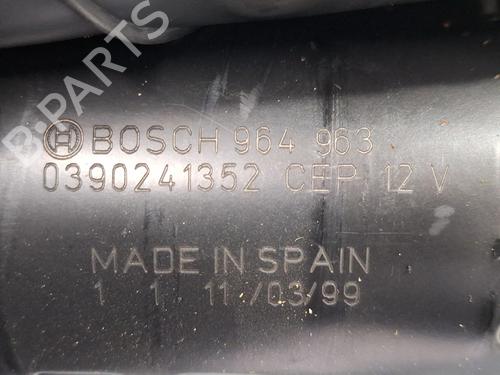 BOSCH 964 963
0390241352 CEP 12 V
MADE IN SPAIN
1 1 11/03/99
B-PARTS